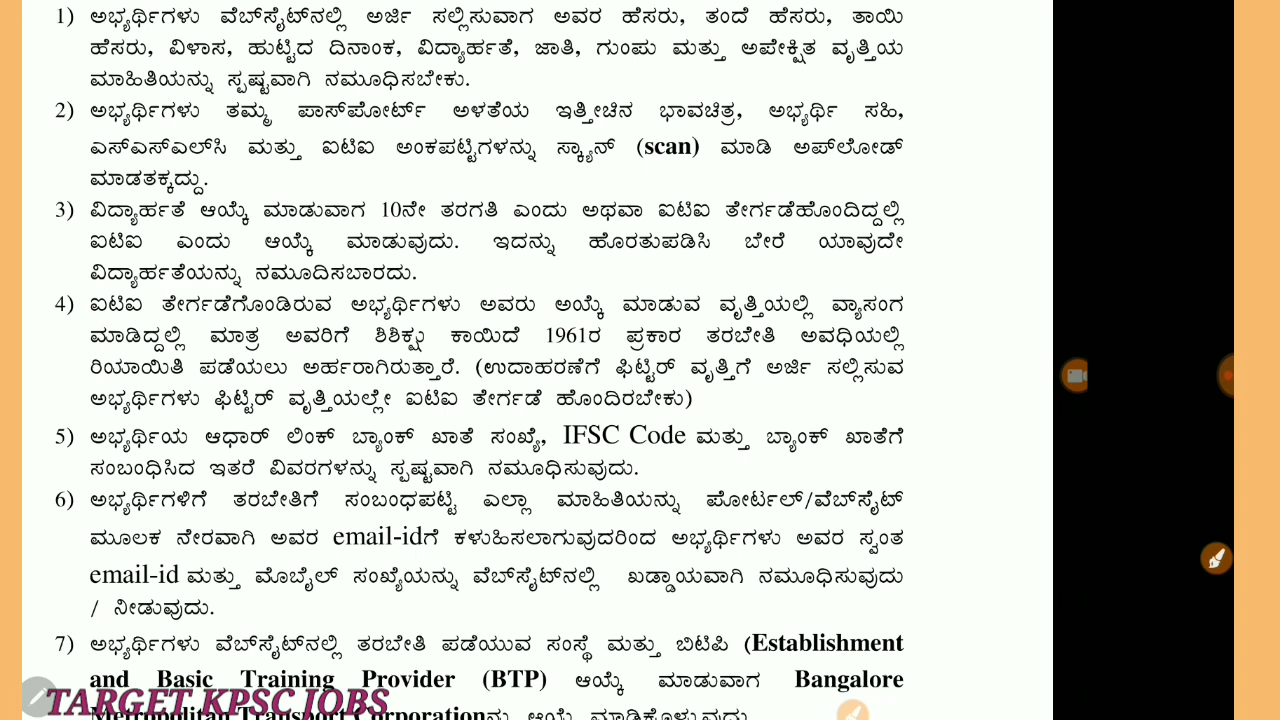 1) ಅಭ್ಯರ್ಥಿಗಳು ವೆಬ್‌ಸೈಟ್‌ನಲ್ಲಿ ಅರ್ಜಿ ಸಲ್ಲಿಸುವಾಗ ಅವರ ಹೆಸರು, ತಂದೆ ಹೆಸರು, ತಾಯಿ
ಹೆಸರು, ವಿಳಾಸ, ಹುಟ್ಟಿದ ದಿನಾಂಕ, ವಿದ್ಯಾರ್ಹತೆ, ಜಾತಿ, ಗುಂಪು ಮತ್ತು ಅಪೇಕ್ಷಿತ ವೃತ್ತಿಯ
ಮಾಹಿತಿಯನ್ನು ಸ್ಪಷ್ಟವಾಗಿ ನಮೂಧಿಸಬೇಕು.
2) ಅಭ್ಯರ್ಥಿಗಳು ತಮ್ಮ ಪಾಸ್‌ಪೋರ್ಟ್ ಅಳತೆಯ ಇತ್ತೀಚಿನ ಭಾವಚಿತ್ರ, ಅಭ್ಯರ್ಥಿ ಸಹಿ,
ಎಸ್‌ಎಸ್‌ಎಲ್‌ಸಿ ಮತ್ತು ಐಟಿಐ ಅಂಕಪಟ್ಟಿಗಳನ್ನು ಸ್ಕ್ಯಾನ್ (scan) ಮಾಡಿ ಅಪ್‌ಲೋಡ್
ಮಾಡತಕ್ಕದ್ದು.
3) ವಿದ್ಯಾರ್ಹತೆ ಆಯ್ಕೆ ಮಾಡುವಾಗ 10ನೇ ತರಗತಿ ಎಂದು ಅಥವಾ ಐಟಿಐ ತೇರ್ಗಡೆಹೊಂದಿದ್ದಲ್ಲಿ
ಐಟಿಐ ಎಂದು ಆಯ್ಕೆ ಮಾಡುವುದು. ಇದನ್ನು ಹೊರತುಪಡಿಸಿ ಬೇರೆ ಯಾವುದೇ
ವಿದ್ಯಾರ್ಹತೆಯನ್ನು ನಮೂದಿಸಬಾರದು.
4) ಐಟಿಐ ತೇರ್ಗಡೆಗೊಂಡಿರುವ ಅಭ್ಯರ್ಥಿಗಳು ಅವರು ಅಯ್ಕೆ ಮಾಡುವ ವೃತ್ತಿಯಲ್ಲಿ ವ್ಯಾಸಂಗ
ಮಾಡಿದ್ದಲ್ಲಿ ಮಾತ್ರ ಅವರಿಗೆ ಶಿಶಿಕ್ಷು ಕಾಯಿದೆ 1961ರ ಪ್ರಕಾರ ತರಬೇತಿ ಅವಧಿಯಲ್ಲಿ
ರಿಯಾಯಿತಿ ಪಡೆಯಲು ಅರ್ಹರಾಗಿರುತ್ತಾರೆ. (ಉದಾಹರಣೆಗೆ ಫಿಟ್ಟಿರ್ ವೃತ್ತಿಗೆ ಅರ್ಜಿ ಸಲ್ಲಿಸುವ
ಅಭ್ಯರ್ಥಿಗಳು ಫಿಟ್ಟಿರ್ ವೃತ್ತಿಯಲ್ಲೇ ಐಟಿಐ ತೇರ್ಗಡೆ ಹೊಂದಿರಬೇಕು)
5) ಅಭ್ಯರ್ಥಿಯ ಆಧಾರ್ ಲಿಂಕ್ ಬ್ಯಾಂಕ್ ಖಾತೆ ಸಂಖ್ಯೆ, IFSC Code ಮತ್ತು ಬ್ಯಾಂಕ್ ಖಾತೆಗೆ
ಸಂಬಂಧಿಸಿದ ಇತರೆ ವಿವರಗಳನ್ನು ಸ್ಪಷ್ಟವಾಗಿ ನಮೂಧಿಸುವುದು.
6) ಅಭ್ಯರ್ಥಿಗಳಿಗೆ ತರಬೇತಿಗೆ ಸಂಬಂಧಪಟ್ಟಿ ಎಲ್ಲಾ ಮಾಹಿತಿಯನ್ನು ಪೋರ್ಟಲ್/ವೆಬ್‌ಸೈಟ್
ಮೂಲಕ ನೇರವಾಗಿ ಅವರ email-idಗೆ ಕಳುಹಿಸಲಾಗುವುದರಿಂದ ಅಭ್ಯರ್ಥಿಗಳು ಅವರ ಸ್ವಂತ
email-id ಮತ್ತು ಮೊಬೈಲ್ ಸಂಖ್ಯೆಯನ್ನು ವೆಬ್‌ಸೈಟ್‌ನಲ್ಲಿ ಖಡ್ಡಾಯವಾಗಿ ನಮೂಧಿಸುವುದು
/ ನೀಡುವುದು.
7) ಅಭ್ಯರ್ಥಿಗಳು ವೆಬ್‌ಸೈಟ್‌ನಲ್ಲಿ ತರಬೇತಿ ಪಡೆಯುವ ಸಂಸ್ಥೆ ಮತ್ತು ಬಿಟಿಪಿ (Establishment
and Basic Training Provider (BTP) ಆಯ್ಕೆ ಮಾಡುವಾಗ Bangalore
Metropolitan Transport Corporationನ್ನು ಆಯ್ಕೆ ಮಾಡಿಕೊಳ್ಳುವುದು.
TARGET KPSC JOBS